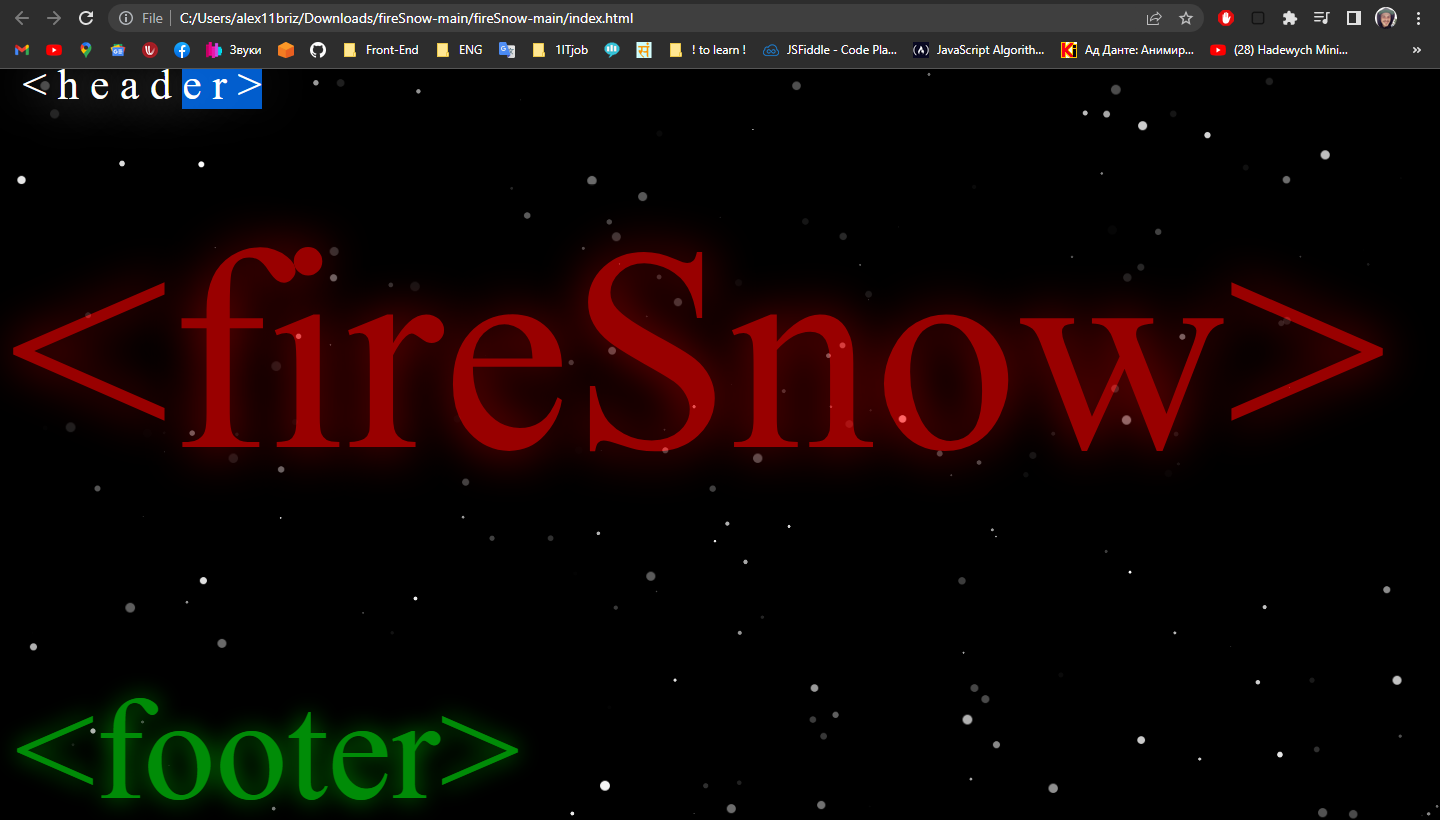 File | C:/Users/alex11briz/Downloads/fireSnow-main/fireSnow-main/index.html
Звуки Front-End ENG 1ITjob ! to learn ! JSFiddle - Code Pla... JavaScript Algorith... Ад Данте: Анимир... (28) Hadewych Mini... »
<header>
<fireSnow>
<footer>